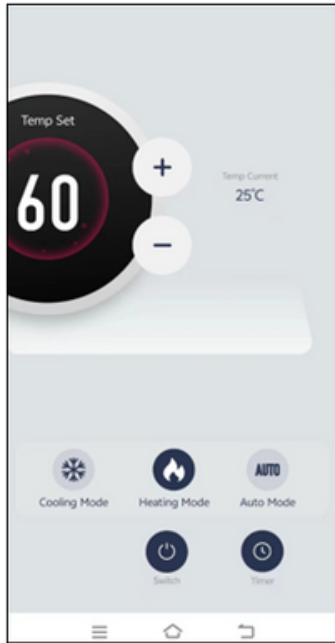 Temp Set
60
+
Temp Current
25℃
−
AUTO
Cooling Mode
Heating Mode
Auto Mode
Switch
Timer